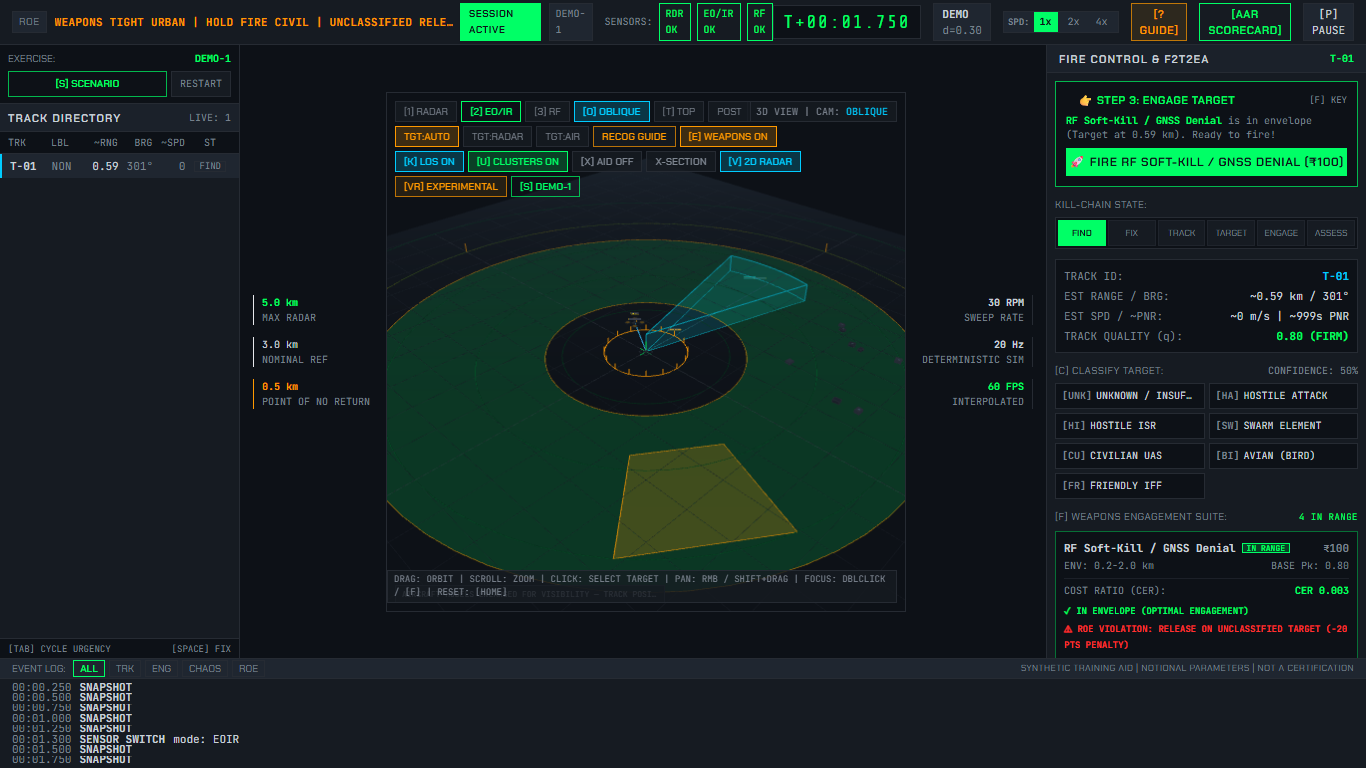 ROE
WEAPONS TIGHT URBAN | HOLD FIRE CIVIL | UNCLASSIFIED RELE…
SESSION ACTIVE
DEMO-1
SENSORS:
RDR OK
EO/IR OK
RF OK
T+00:01.750
DEMO
d=0.30
SPD: 1x 2x 4x
[? GUIDE]
[AAR SCORECARD]
[P] PAUSE
EXERCISE: DEMO-1
[S] SCENARIO
RESTART
TRACK DIRECTORY LIVE: 1
TRK LBL ~RNG BRG ~SPD ST
T-01 NON 0.59 301° 0 FIND
[TAB] CYCLE URGENCY [SPACE] FIX
[1] RADAR [2] EO/IR [3] RF [O] OBLIQUE [T] TOP POST 3D VIEW | CAM: OBLIQUE
TGT:AUTO TGT:RADAR TGT:AIR RECOG GUIDE [E] WEAPONS ON
[K] LOS ON [U] CLUSTERS ON [X] AID OFF X-SECTION [V] 2D RADAR
[VR] EXPERIMENTAL [S] DEMO-1
5.0 km
MAX RADAR
3.0 km
NOMINAL REF
0.5 km
POINT OF NO RETURN
30 RPM
SWEEP RATE
20 Hz
DETERMINISTIC SIM
60 FPS
INTERPOLATED
DRAG: ORBIT | SCROLL: ZOOM | CLICK: SELECT TARGET | PAN: RMB / SHIFT+DRAG | FOCUS: DBLCLICK
/ [F] | RESET: [HOME]
FIRE CONTROL & F2T2EA T-01
👉 STEP 3: ENGAGE TARGET [F] KEY
RF Soft-Kill / GNSS Denial is in envelope
(Target at 0.59 km). Ready to fire!
🚀 FIRE RF SOFT-KILL / GNSS DENIAL (₹100)
KILL-CHAIN STATE:
FIND FIX TRACK TARGET ENGAGE ASSESS
TRACK ID: T-01
EST RANGE / BRG: ~0.59 km / 301°
EST SPD / ~PNR: ~0 m/s | ~999s PNR
TRACK QUALITY (q): 0.80 (FIRM)
[C] CLASSIFY TARGET: CONFIDENCE: 50%
[UNK] UNKNOWN / INSUF… [HA] HOSTILE ATTACK
[HI] HOSTILE ISR [SW] SWARM ELEMENT
[CU] CIVILIAN UAS [BI] AVIAN (BIRD)
[FR] FRIENDLY IFF
[F] WEAPONS ENGAGEMENT SUITE: 4 IN RANGE
RF Soft-Kill / GNSS Denial IN RANGE ₹100
ENV: 0.2-2.0 km BASE Pk: 0.80
COST RATIO (CER): CER 0.003
✓ IN ENVELOPE (OPTIMAL ENGAGEMENT)
⚠ ROE VIOLATION: RELEASE ON UNCLASSIFIED TARGET (-20
PTS PENALTY)
EVENT LOG: ALL TRK ENG CHAOS ROE
SYNTHETIC TRAINING AID | NOTIONAL PARAMETERS | NOT A CERTIFICATION
00:00.250 SNAPSHOT
00:00.500 SNAPSHOT
00:00.750 SNAPSHOT
00:01.000 SNAPSHOT
00:01.250 SNAPSHOT
00:01.300 SENSOR SWITCH mode: EOIR
00:01.500 SNAPSHOT
00:01.750 SNAPSHOT